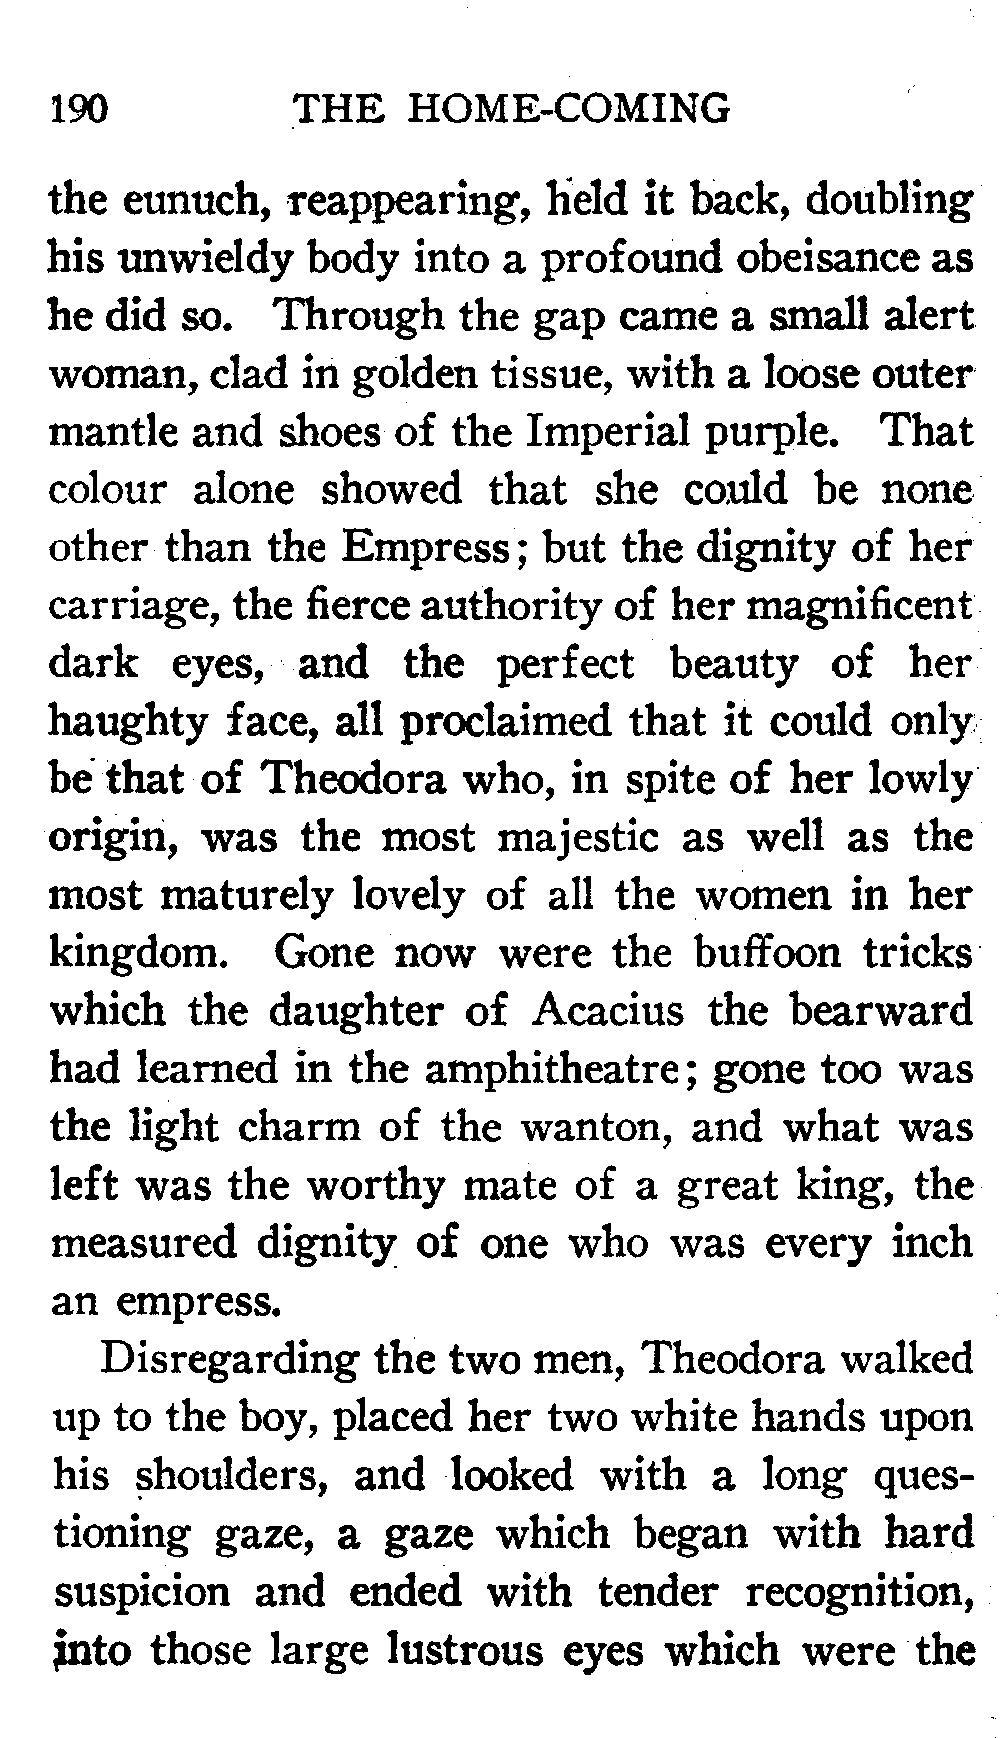 190 THE HOME-COMING
the eunuch, reappearing, held it back, doubling
his unwieldy body into a profound obeisance as
he did so. Through the gap came a small alert
woman, clad in golden tissue, with a loose outer
mantle and shoes of the Imperial purple. That
colour alone showed that she could be none
other than the Empress; but the dignity of her
carriage, the fierce authority of her magnificent
dark eyes, and the perfect beauty of her
haughty face, all proclaimed that it could only
be that of Theodora who, in spite of her lowly
origin, was the most majestic as well as the
most maturely lovely of all the women in her
kingdom. Gone now were the buffoon tricks
which the daughter of Acacius the bearward
had learned in the amphitheatre; gone too was
the light charm of the wanton, and what was
left was the worthy mate of a great king, the
measured dignity of one who was every inch
an empress.
Disregarding the two men, Theodora walked
up to the boy, placed her two white hands upon
his shoulders, and looked with a long ques-
tioning gaze, a gaze which began with hard
suspicion and ended with tender recognition,
into those large lustrous eyes which were the